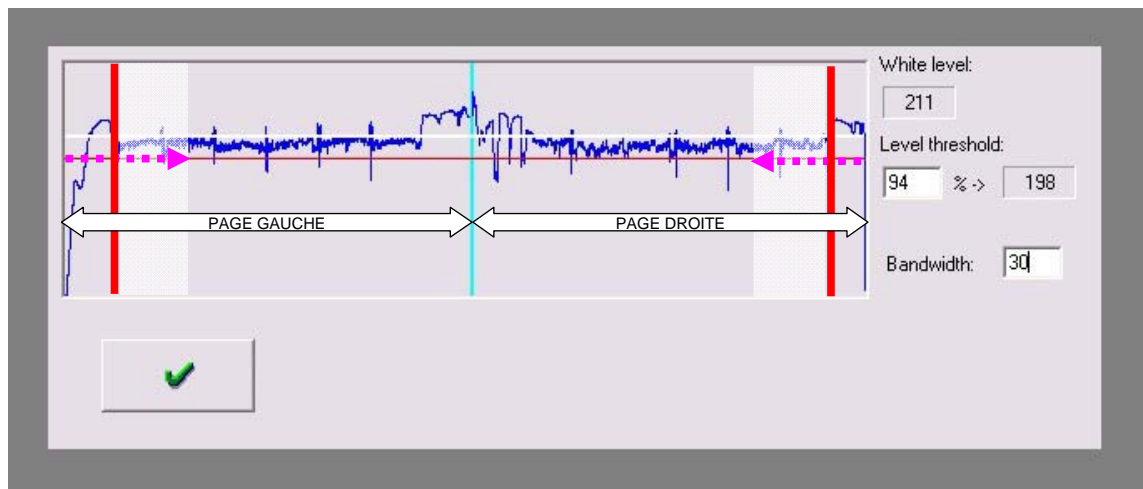 White level:
211
Level threshold:
94 % -> 198
PAGE GAUCHE PAGE DROITE
Bandwidth: 30